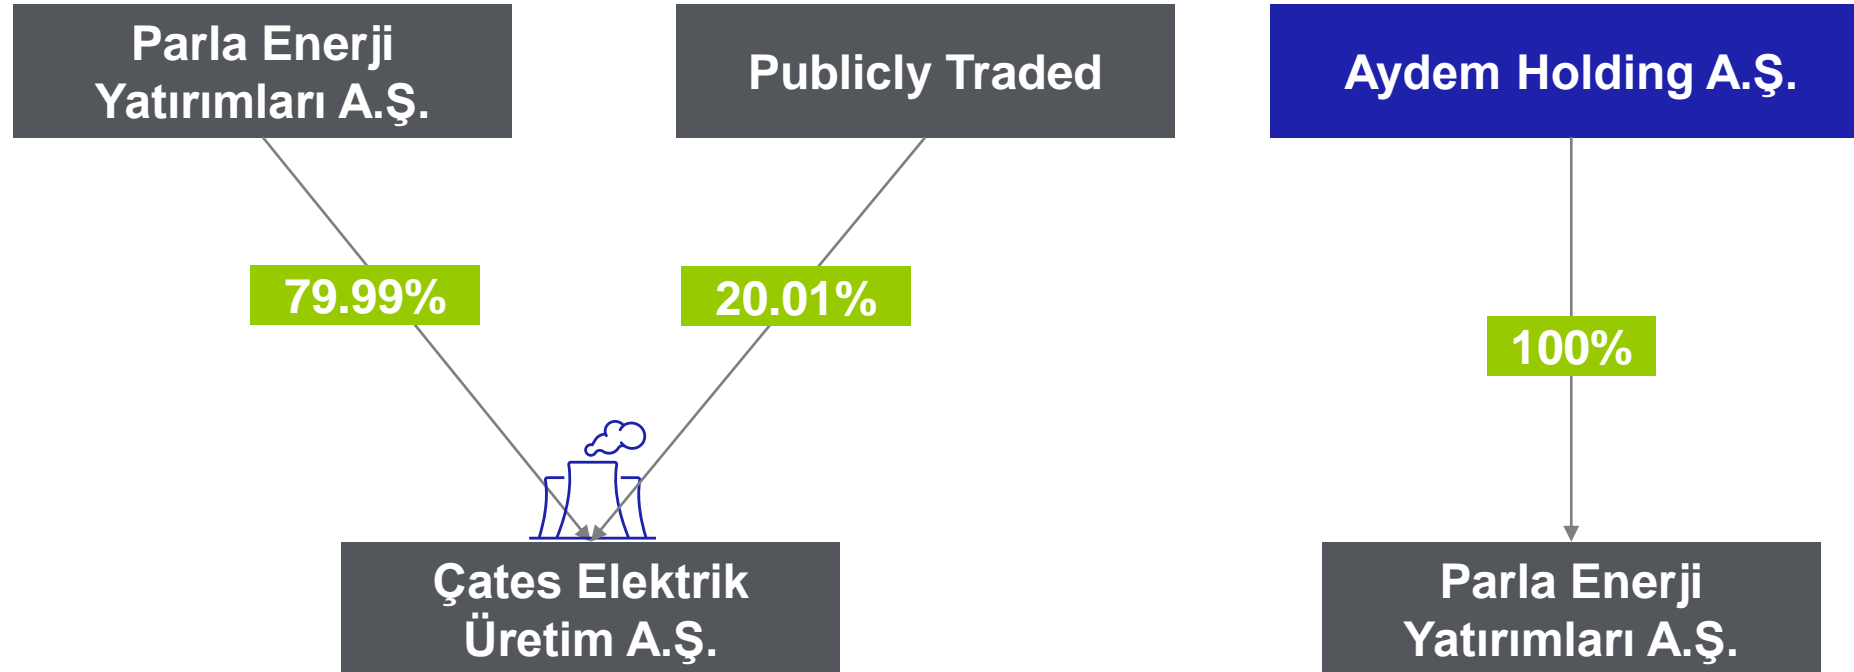 Parla Enerji
Yatırımları A.Ş.
Publicly Traded
Aydem Holding A.Ş.
79.99%
20.01%
100%
Çates Elektrik
Üretim A.Ş.
Parla Enerji
Yatırımları A.Ş.